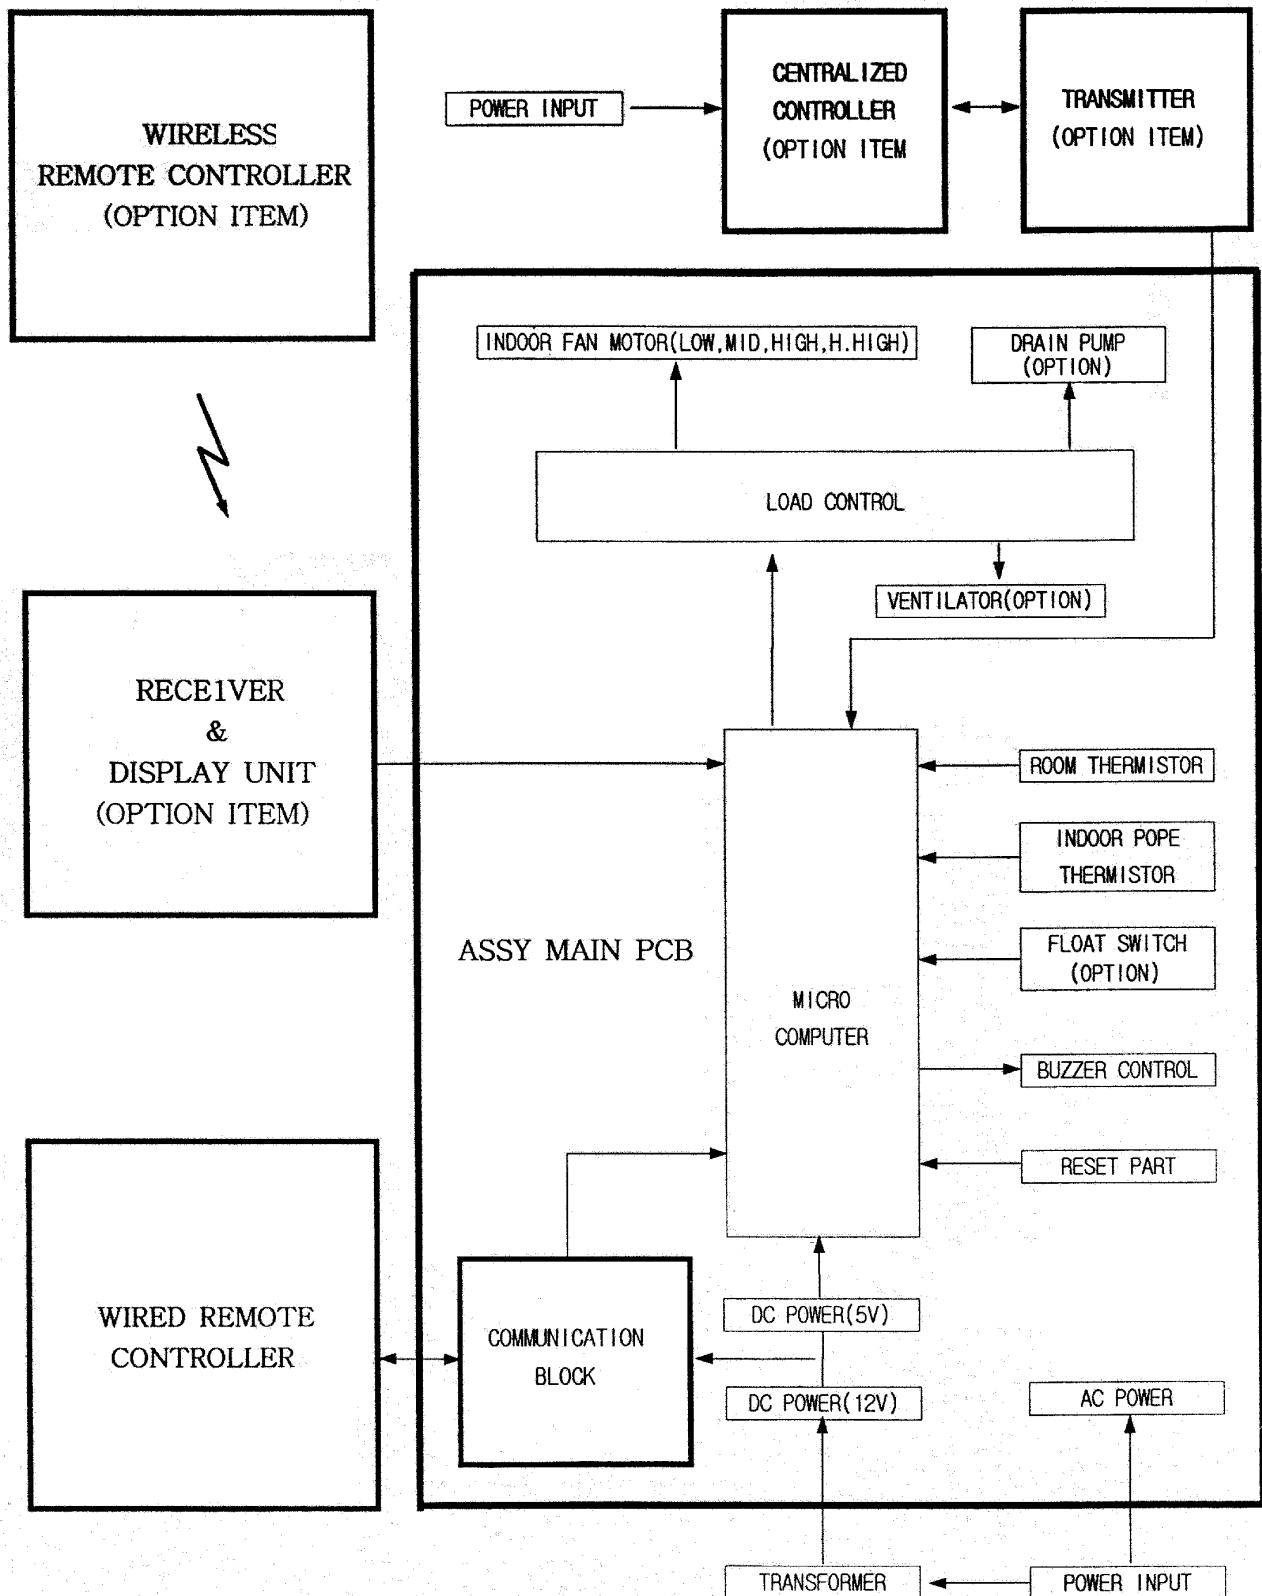 WIRELESS
REMOTE CONTROLLER
(OPTION ITEM)
POWER INPUT
CENTRALIZED
CONTROLLER
(OPTION ITEM
TRANSMITTER
(OPTION ITEM)
INDOOR FAN MOTOR(LOW,MID,HIGH,H.HIGH)
DRAIN PUMP
(OPTION)
LOAD CONTROL
VENTILATOR(OPTION)
RECE1VER
&
DISPLAY UNIT
(OPTION ITEM)
ROOM THERMISTOR
INDOOR POPE
THERMISTOR
ASSY MAIN PCB
FLOAT SWITCH
(OPTION)
MICRO
COMPUTER
BUZZER CONTROL
RESET PART
WIRED REMOTE
CONTROLLER
COMMUNICATION
BLOCK
DC POWER(5V)
DC POWER(12V)
AC POWER
TRANSFORMER
POWER INPUT